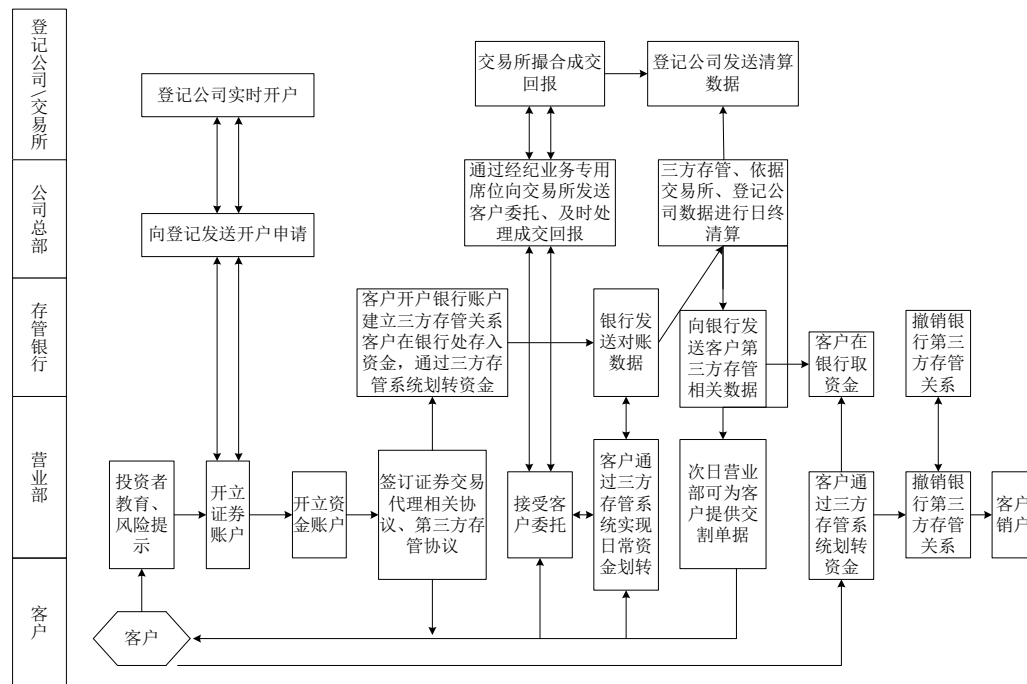 登记公司\交易所
交易所撮合成交
回报
登记公司发送清算
数据
登记公司实时开户
公司总部
通过经纪业务专用
席位向交易所发送
客户委托、及时处
理成交回报
三方存管、依据
交易所、登记公
司数据进行日终
清算
向登记发送开户申请
存管银行
客户开户银行账户
建立三方存管关系
客户在银行处存入
资金，通过三方存
管系统划转资金
银行发
送对账
数据
向银行发
送客户第
三方存管
相关数据
客户在
银行取
资金
撤销银
行第三
方存管
关系
营业部
投资者
教育、
风险提
示
开立
证券
账户
开立资
金账户
签订证券交易
代理相关协
议、第三方存
管协议
接受客
户委托
客户通
过三方
存管系
统实现
日常资
金划转
次日营业
部可为客
户提供交
割单据
客户通
过三方
存管系
统划转
资金
撤销银
行第三
方存管
关系
客户
销户
客户
客户